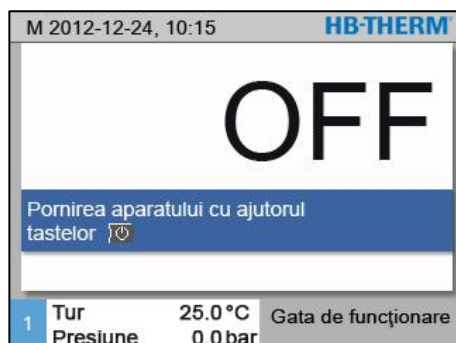 M 2012-12-24, 10:15 HB-THERM
OFF
Pornirea aparatului cu ajutorul
tastelor
1 Tur 25.0 °C Gata de funcţionare
Presiune 0.0 bar